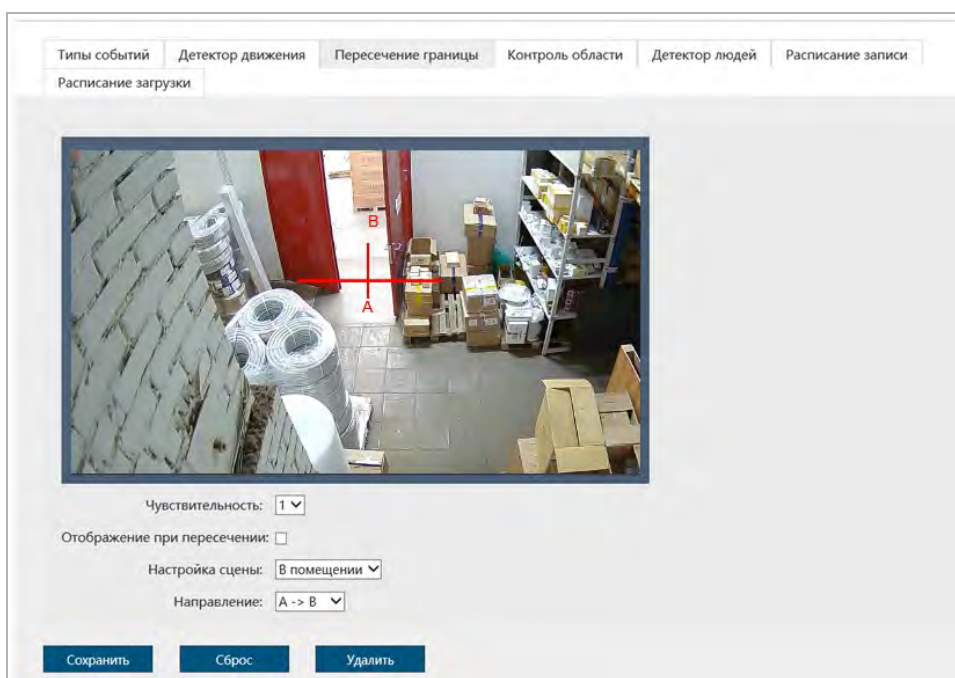 Типы событий Детектор движения Пересечение границы Контроль области Детектор людей Расписание записи
Расписание загрузки
B
A
Чувствительность: 1
Отображение при пересечении:
Настройка сцены: В помещении
Направление: A -> B
Сохранить Сброс Удалить